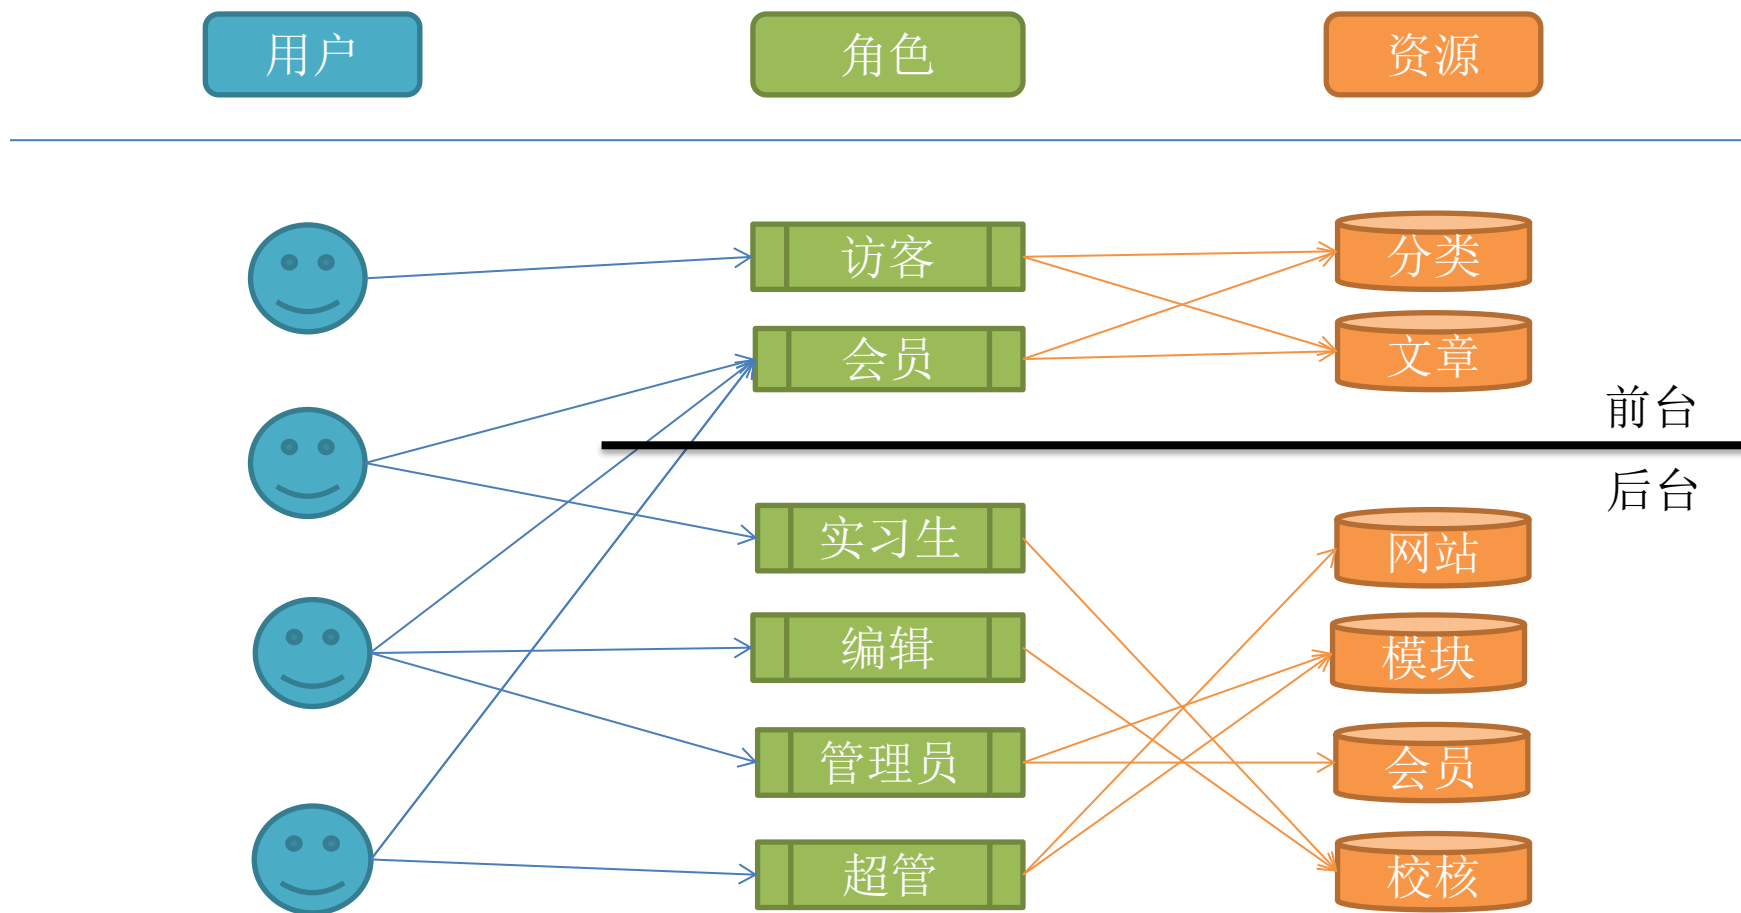 用户
角色
资源
访客
分类
会员
文章
前台
后台
实习生
网站
编辑
模块
管理员
会员
超管
校核